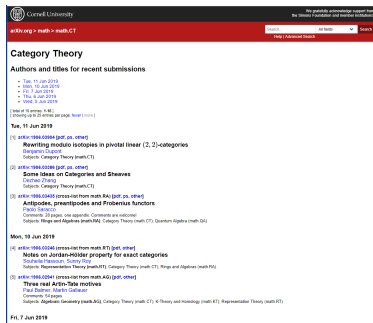 Cornell University
We gratefully acknowledge support from
the Simons Foundation and member institutions.
arXiv.org > math > math.CT
Search
All fields
Search
Help | Advanced Search
Category Theory
Authors and titles for recent submissions
Tue, 11 Jun 2019
Mon, 10 Jun 2019
Fri, 7 Jun 2019
Thu, 6 Jun 2019
Wed, 5 Jun 2019
Tue, 11 Jun 2019
[1] arXiv:1906.03904 [pdf, ps, other]
Rewriting modulo isotopies in pivotal linear (2, 2)-categories
Benjamin Dupont
Subjects: Category Theory (math.CT)
[2] [pdf, ps, other]
Some Ideas on Categories and Sheaves
Dezhao Zhang
Subjects: Category Theory (math.CT)
[3] arXiv:1906.03435 (cross-list from math.RA) [pdf, ps, other]
Antipodes, preantipodes and Frobenius functors
Paolo Saracco
Comments: 28 pages, one appendix. Comments are welcome!
Subjects: Rings and Algebras (math.RA); Category Theory (math.CT); Quantum Algebra (math.QA)
Mon, 10 Jun 2019
[4] arXiv:1906.03246 (cross-list from math.RT) [pdf, other]
Notes on Jordan-Hölder property for exact categories
Souheila Hassoun, Sunny Roy
Subjects: Representation Theory (math.RT); Category Theory (math.CT); Rings and Algebras (math.RA)
[5] arXiv:1906.02941 (cross-list from math.AG) [pdf, other]
Three real Artin-Tate motives
Paul Balmer, Martin Gallauer
Comments: 54 pages
Subjects: Algebraic Geometry (math.AG); Category Theory (math.CT); K-Theory and Homology (math.KT); Representation Theory (math.RT)
Fri, 7 Jun 2019